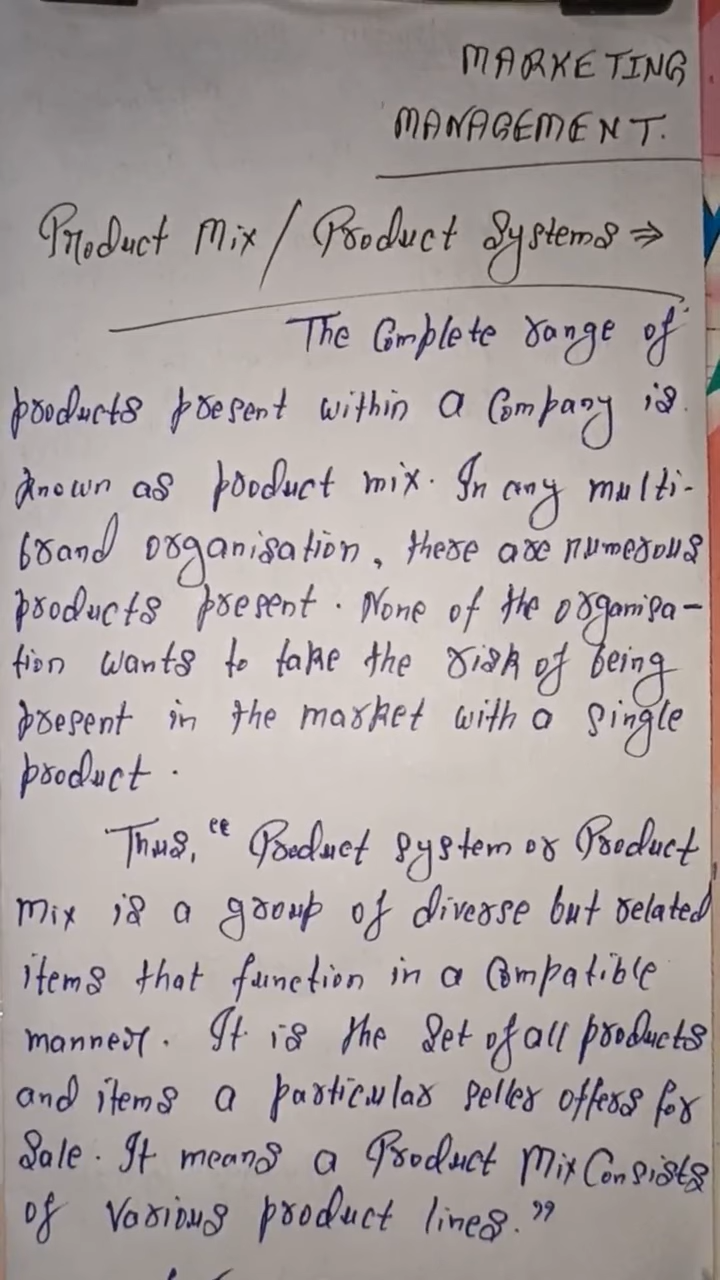 MARKETING
MANAGEMENT.
Product Mix / Product Systems ⇒
The Complete range of
products present within a Company is
known as product mix. In any multi-
brand organisation, there are numerous
products present. None of the organisa-
tion wants to take the risk of being
present in the market with a single
product.
Thus, “ Product system or Product
Mix is a group of diverse but related
items that function in a Compatible
manner. It is the Set of all products
and items a particular seller offers for
Sale. It means a Product Mix Consists
of Various product lines.”